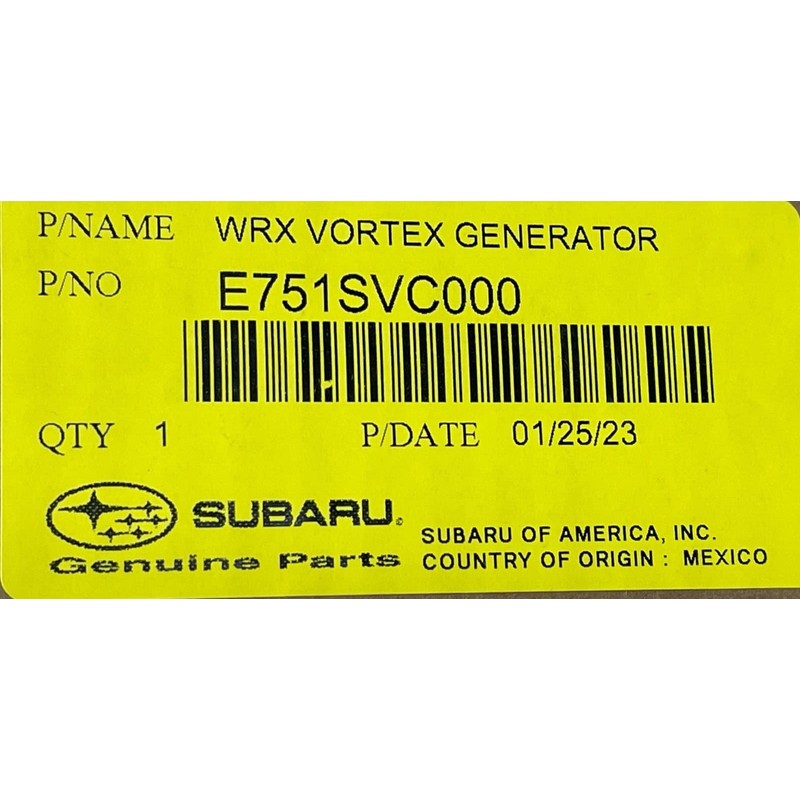 P/NAME WRX VORTEX GENERATOR
P/NO E751SVC000
QTY 1 P/DATE 01/25/23
SUBARU®
Genuine Parts
SUBARU OF AMERICA, INC.
COUNTRY OF ORIGIN : MEXICO